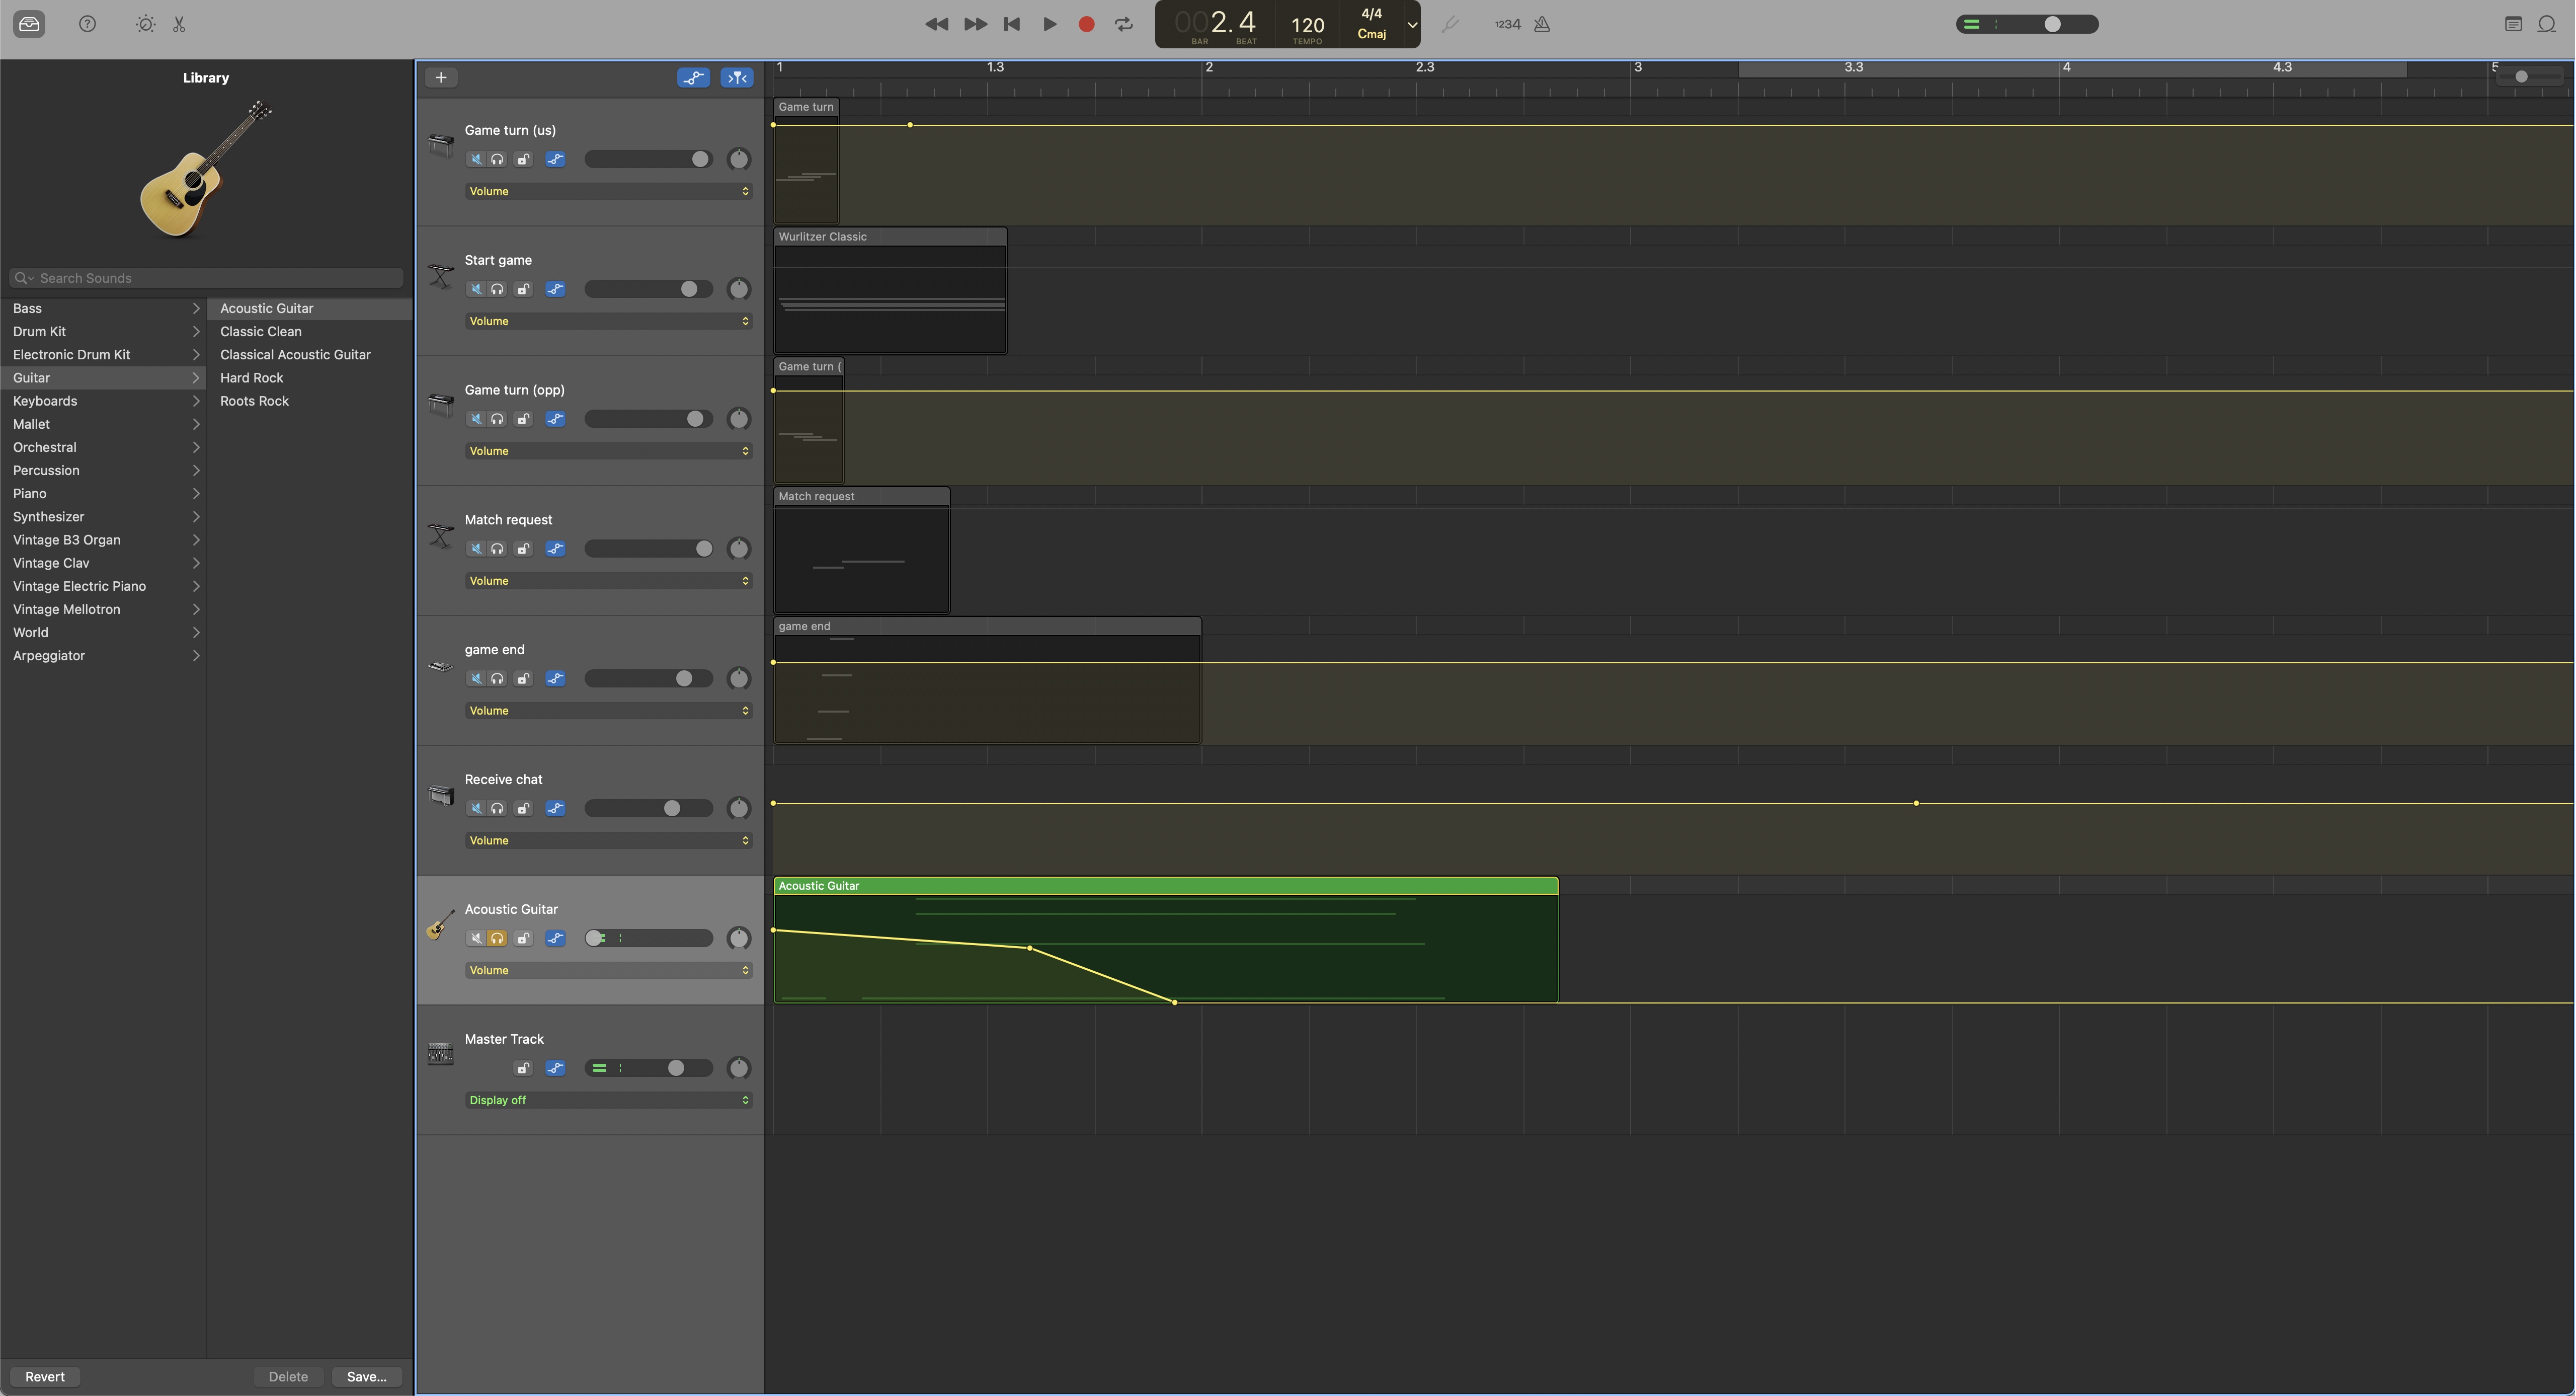 002.4
BAR
BEAT
120
TEMPO
4/4
Cmaj
1234
Library
Search Sounds
Bass
Drum Kit
Electronic Drum Kit
Guitar
Keyboards
Mallet
Orchestral
Percussion
Piano
Synthesizer
Vintage B3 Organ
Vintage Clav
Vintage Electric Piano
Vintage Mellotron
World
Arpeggiator
Acoustic Guitar
Classic Clean
Classical Acoustic Guitar
Hard Rock
Roots Rock
Revert
Delete
Save...
1
1.3
2
2.3
3
3.3
4
4.3
5
Game turn (us)
Volume
Game turn
Start game
Volume
Wurlitzer Classic
Game turn (opp)
Volume
Game turn (
Match request
Volume
Match request
game end
Volume
game end
Receive chat
Volume
Acoustic Guitar
Volume
Acoustic Guitar
Master Track
Display off